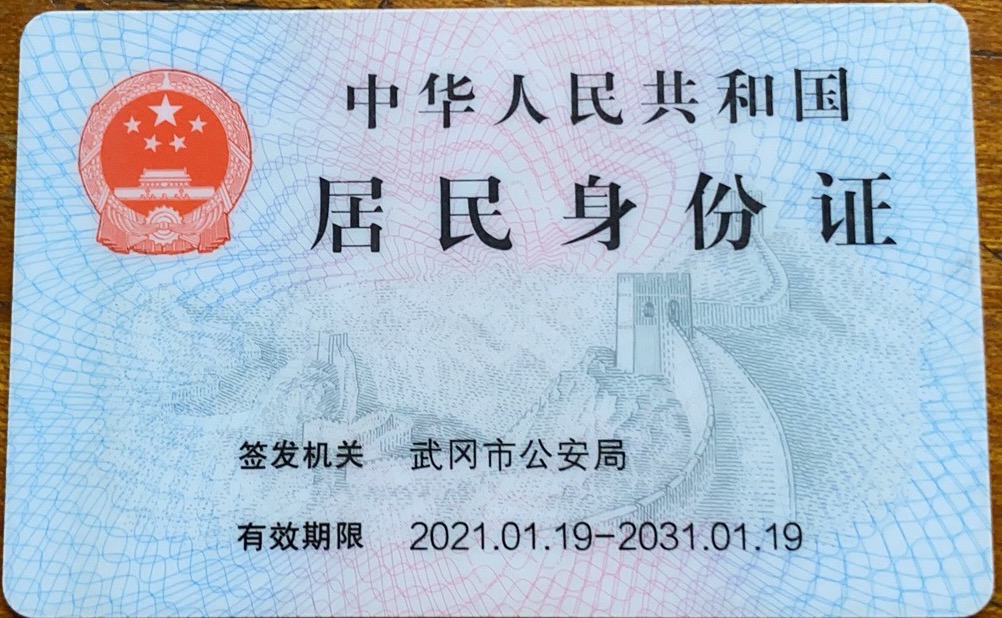 中华人民共和国
居民身份证
签发机关 武冈市公安局
有效期限 2021.01.19-2031.01.19